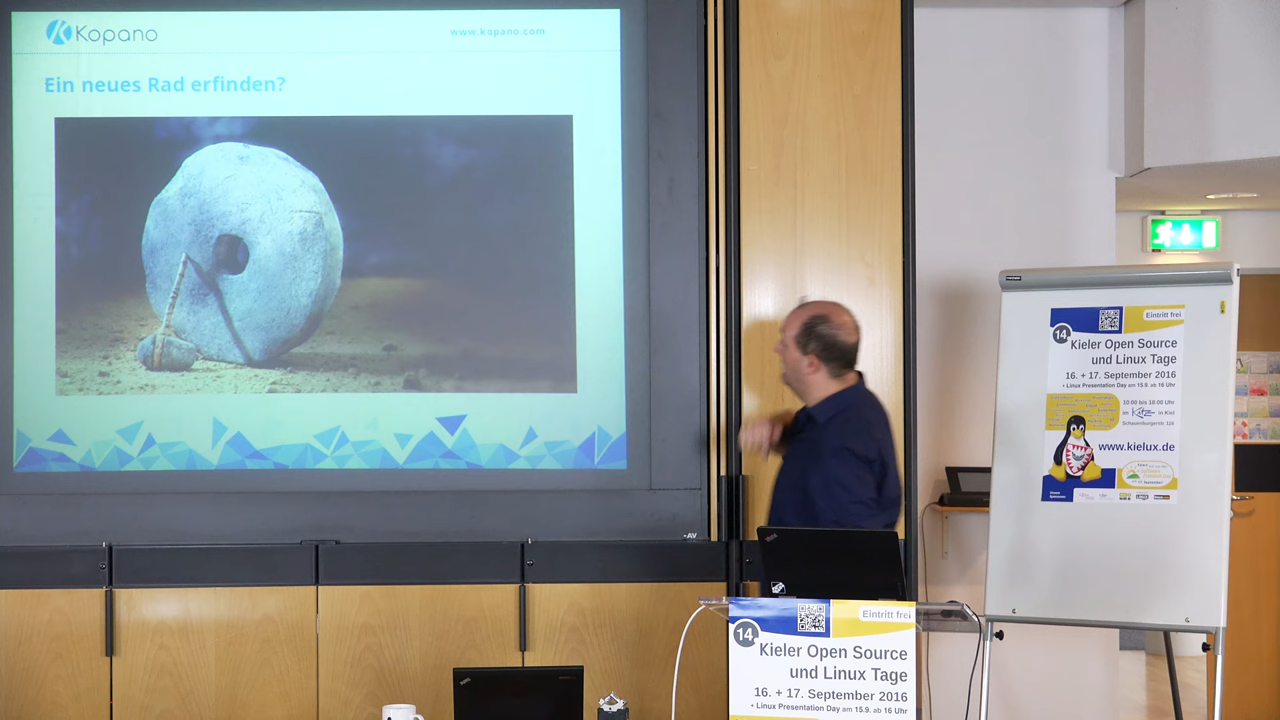 Kopano
www.kopano.com
Ein neues Rad erfinden?
AV
Eintritt frei
14.
Kieler Open Source
und Linux Tage
16. + 17. September 2016
+ Linux Presentation Day am 15.9. ab 16 Uhr
10:00 bis 18:00 Uhr
im Kitz in Kiel
Schauenburgerstr. 116
www.kielux.de
Eintritt frei
14.
Kieler Open Source
und Linux Tage
16. + 17. September 2016
+ Linux Presentation Day am 15.9. ab 16 Uhr